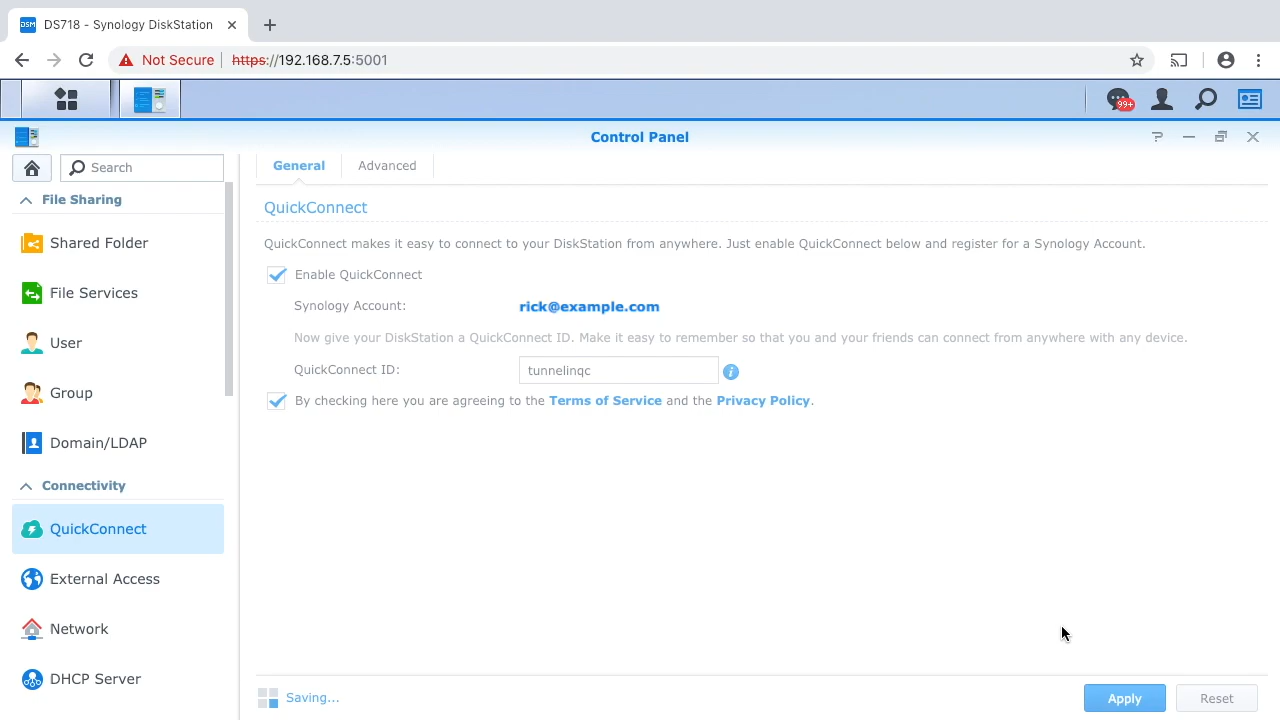 DS718 - Synology DiskStation
Not Secure https://192.168.7.5:5001
99+
Control Panel
Search
General Advanced
File Sharing
Shared Folder
File Services
User
Group
Domain/LDAP
Connectivity
QuickConnect
External Access
Network
DHCP Server
QuickConnect
QuickConnect makes it easy to connect to your DiskStation from anywhere. Just enable QuickConnect below and register for a Synology Account.
Enable QuickConnect
Synology Account: rick@example.com
Now give your DiskStation a QuickConnect ID. Make it easy to remember so that you and your friends can connect from anywhere with any device.
QuickConnect ID: tunnelinqc
By checking here you are agreeing to the Terms of Service and the Privacy Policy.
Saving...
Apply Reset